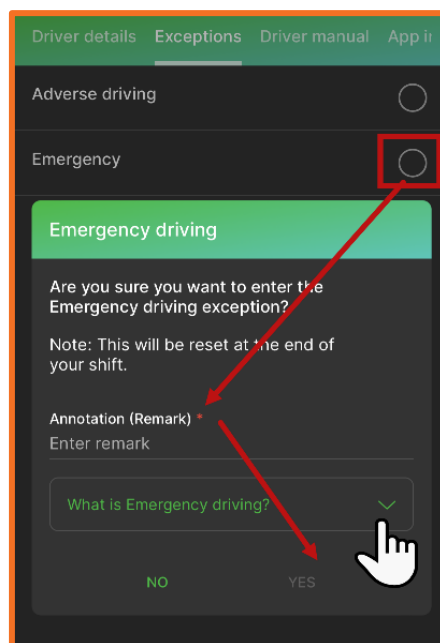 Driver details Exceptions Driver manual App in
Adverse driving
Emergency
Emergency driving
Are you sure you want to enter the
Emergency driving exception?
Note: This will be reset at the end of
your shift.
Annotation (Remark) *
Enter remark
What is Emergency driving?
NO YES